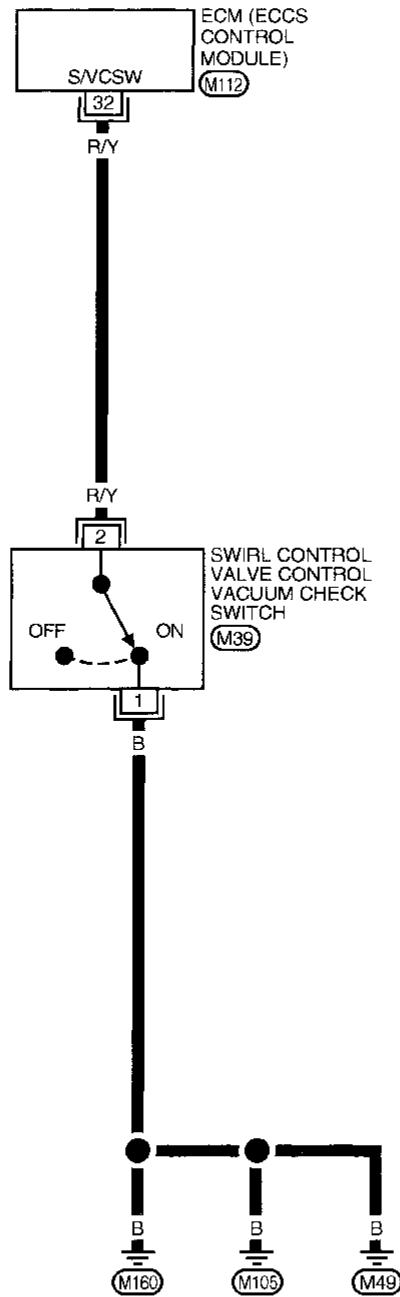 ECM (ECCS
CONTROL
MODULE)
M112
S/VCSW
32
R/Y
R/Y
2
SWIRL CONTROL
VALVE CONTROL
VACUUM CHECK
SWITCH
M39
OFF ON
1
B
B B B
M160 M105 M49